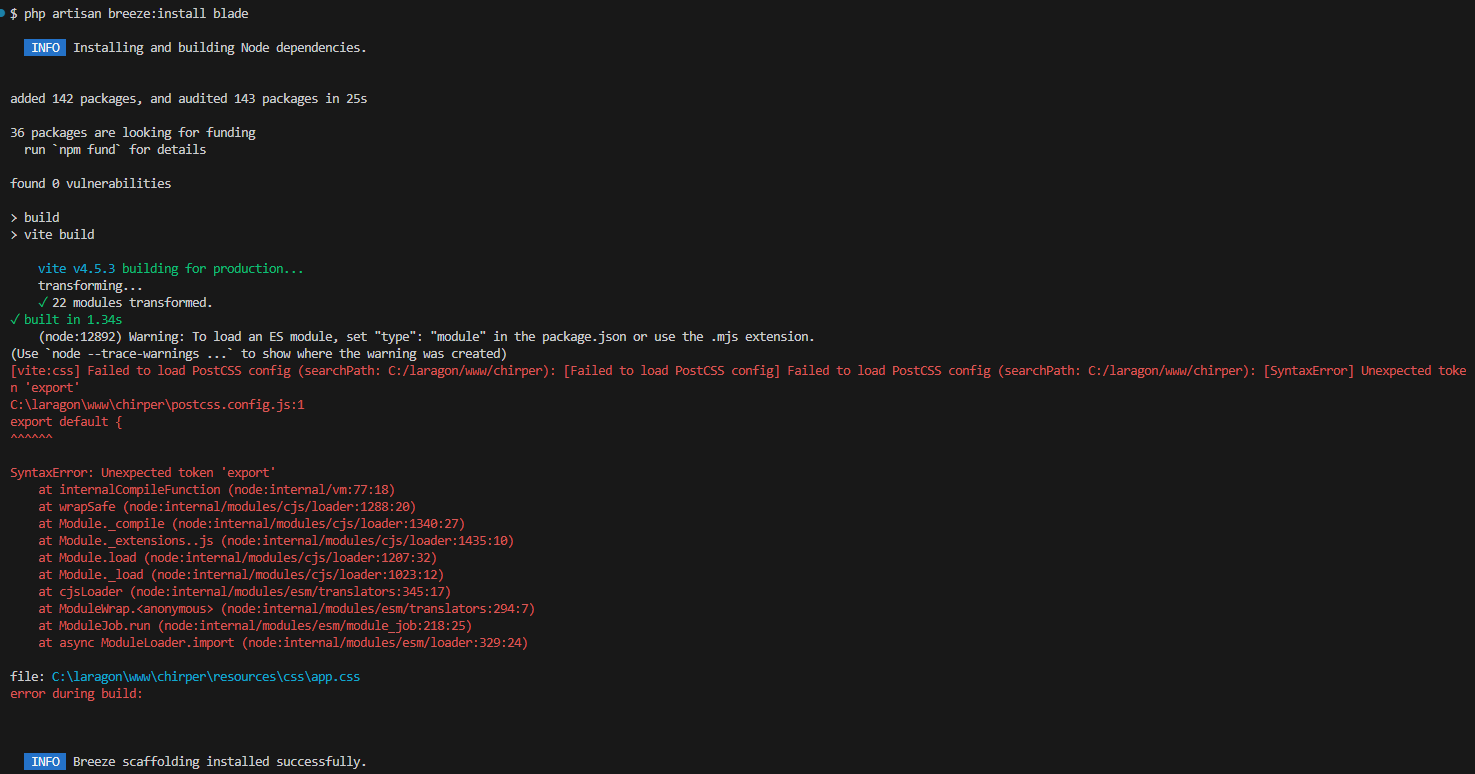 $ php artisan breeze:install blade
INFO Installing and building Node dependencies.
added 142 packages, and audited 143 packages in 25s
36 packages are looking for funding
run `npm fund` for details
found 0 vulnerabilities
> build
> vite build
vite v4.5.3 building for production...
transforming...
✓ 22 modules transformed.
✓ built in 1.34s
(node:12892) Warning: To load an ES module, set "type": "module" in the package.json or use the .mjs extension.
(Use `node --trace-warnings ...` to show where the warning was created)
[vite:css] Failed to load PostCSS config (searchPath: C:/laragon/www/chirper): [Failed to load PostCSS config] Failed to load PostCSS config (searchPath: C:/laragon/www/chirper): [SyntaxError] Unexpected toke
n 'export'
C:\laragon\www\chirper\postcss.config.js:1
export default {
^^^^^^
SyntaxError: Unexpected token 'export'
at internalCompileFunction (node:internal/vm:77:18)
at wrapSafe (node:internal/modules/cjs/loader:1288:20)
at Module._compile (node:internal/modules/cjs/loader:1340:27)
at Module._extensions..js (node:internal/modules/cjs/loader:1435:10)
at Module.load (node:internal/modules/cjs/loader:1207:32)
at Module._load (node:internal/modules/cjs/loader:1023:12)
at cjsLoader (node:internal/modules/esm/translators:345:17)
at ModuleWrap.<anonymous> (node:internal/modules/esm/translators:294:7)
at ModuleJob.run (node:internal/modules/esm/module_job:218:25)
at async ModuleLoader.import (node:internal/modules/esm/loader:329:24)
file: C:\laragon\www\chirper\resources\css\app.css
error during build:
INFO Breeze scaffolding installed successfully.